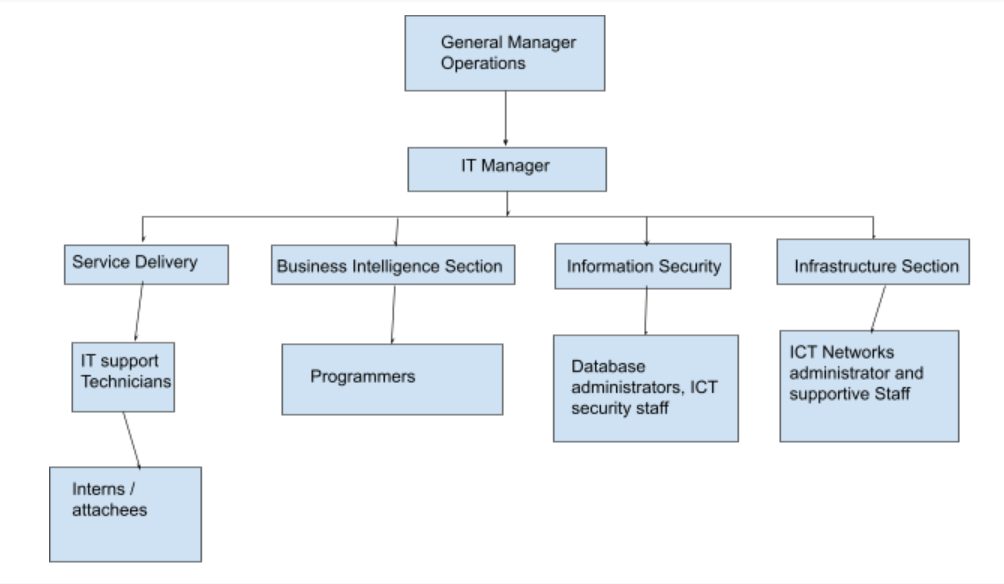 General Manager
Operations
IT Manager
Service Delivery
Business Intelligence Section
Information Security
Infrastructure Section
IT support
Technicians
Programmers
Database
administrators, ICT
security staff
ICT Networks
administrator and
supportive Staff
Interns /
attachees